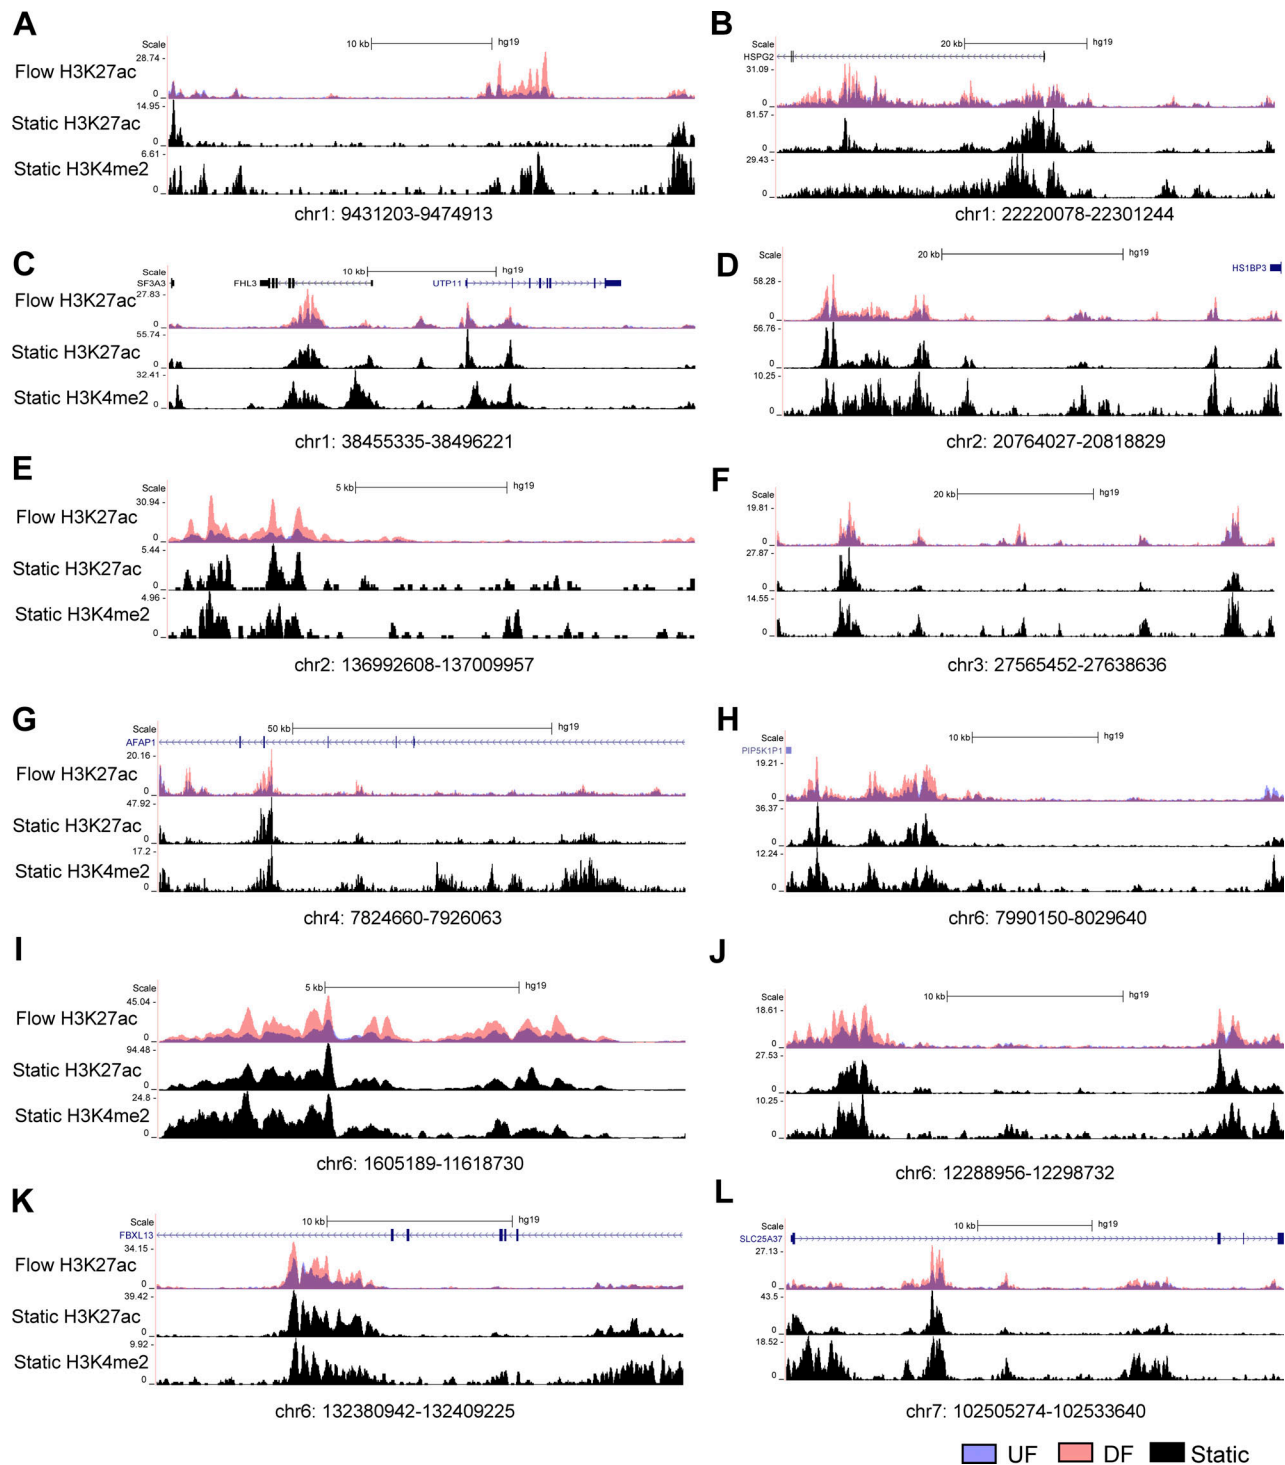 A
Scale
10 kb
hg19
Flow H3K27ac
28.74 -
0 _
Static H3K27ac
14.95 -
0 _
Static H3K4me2
6.61 -
0 _
chr1: 9431203-9474913
B
Scale
20 kb
hg19
HSPG2
31.09 -
0 _
81.57 -
0 _
29.43 -
0 _
chr1: 22220078-22301244
C
Scale
10 kb
hg19
SF3A3
FHL3
UTP11
Flow H3K27ac
27.83 -
0 _
Static H3K27ac
55.74 -
0 _
Static H3K4me2
32.41 -
0 _
chr1: 38455335-38496221
D
Scale
20 kb
hg19
HS1BP3
58.28 -
0 _
56.76 -
0 _
10.25 -
0 _
chr2: 20764027-20818829
E
Scale
5 kb
hg19
Flow H3K27ac
30.94 -
0 _
Static H3K27ac
5.44 -
0 _
Static H3K4me2
4.96 -
0 _
chr2: 136992608-137009957
F
Scale
20 kb
hg19
19.81 -
0 _
27.87 -
0 _
14.55 -
0 _
chr3: 27565452-27638636
G
Scale
50 kb
hg19
AFAP1
Flow H3K27ac
20.16 -
0 _
Static H3K27ac
47.92 -
0 _
Static H3K4me2
17.2 -
0 _
chr4: 7824660-7926063
H
Scale
10 kb
hg19
PIP5K1P1
19.21 -
0 _
36.37 -
0 _
12.24 -
0 _
chr6: 7990150-8029640
I
Scale
5 kb
hg19
Flow H3K27ac
45.04 -
0 _
Static H3K27ac
94.48 -
0 _
Static H3K4me2
24.8 -
0 _
chr6: 1605189-11618730
J
Scale
10 kb
hg19
18.61 -
0 _
27.53 -
0 _
10.25 -
0 _
chr6: 12288956-12298732
K
Scale
10 kb
hg19
FBXL13
Flow H3K27ac
34.15 -
0 _
Static H3K27ac
39.42 -
0 _
Static H3K4me2
9.92 -
0 _
chr6: 132380942-132409225
L
Scale
10 kb
hg19
SLC25A37
27.13 -
0 _
43.5 -
0 _
18.52 -
0 _
chr7: 102505274-102533640
UF DF Static